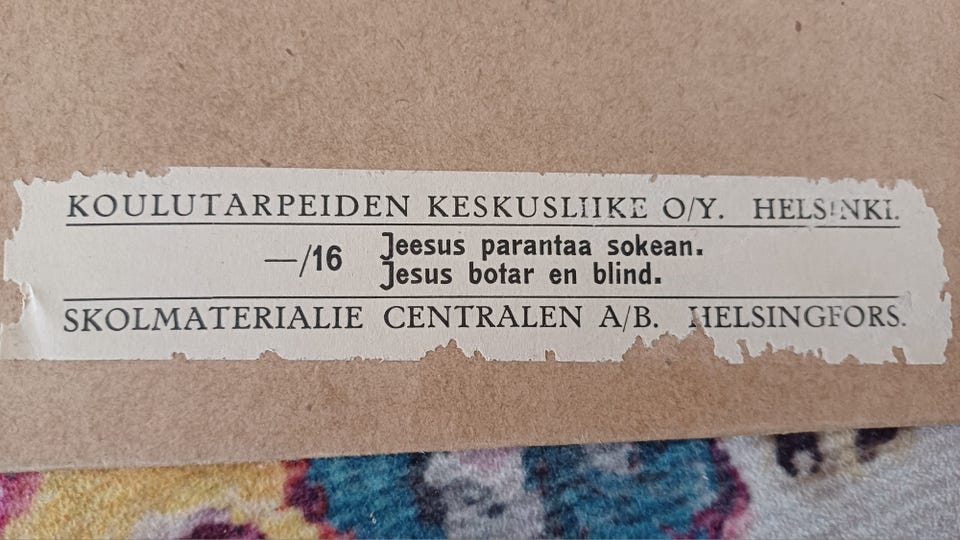 KOULUTARPEIDEN KESKUSLIIKE O/Y. HELSINKI.
—/16 Jeesus parantaa sokean.
Jesus botar en blind.
SKOLMATERIALIE CENTRALEN A/B. HELSINGFORS.